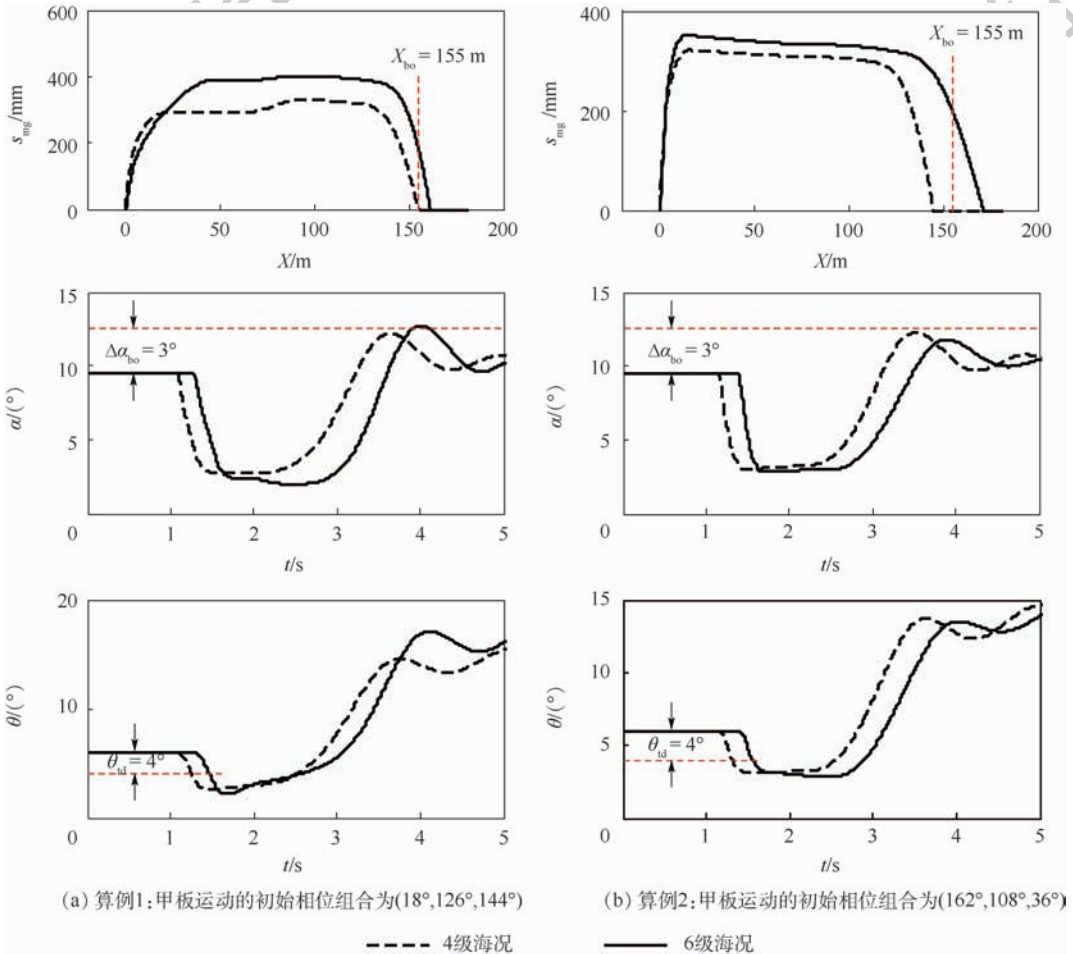 600
400
200
0
s_mg/mm
X_bo = 155 m
0 50 100 150 200
X/m
400
200
0
s_mg/mm
X_bo = 155 m
0 50 100 150 200
X/m
15
10
5
0
α/(°)
Δα_bo = 3°
1 2 3 4 5
t/s
15
10
5
0
α/(°)
Δα_bo = 3°
1 2 3 4 5
t/s
20
10
0
θ/(°)
θ_td = 4°
1 2 3 4 5
t/s
15
10
5
0
θ/(°)
θ_td = 4°
1 2 3 4 5
t/s
(a) 算例1:甲板运动的初始相位组合为(18°,126°,144°)
(b) 算例2:甲板运动的初始相位组合为(162°,108°,36°)
4级海况
6级海况